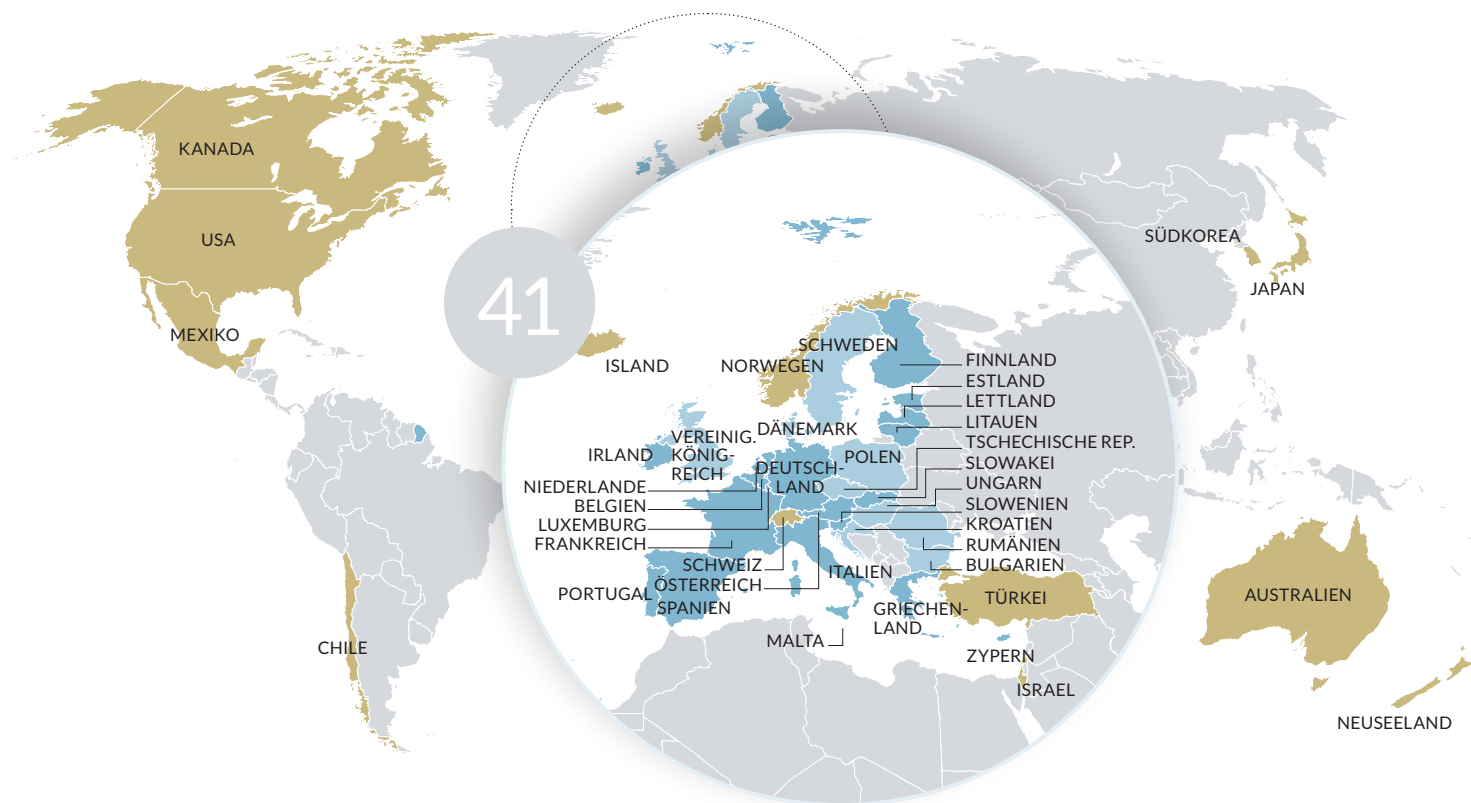 KANADA
USA
MEXIKO
CHILE
41
ISLAND
NORWEGEN
SCHWEDEN
FINNLAND
ESTLAND
LETTLAND
LITAUEN
TSCHECHISCHE REP.
SLOWAKEI
UNGARN
SLOWENIEN
KROATIEN
RUMÄNIEN
BULGARIEN
DÄNEMARK
VEREINIG.
KÖNIG-
REICH
IRLAND
POLEN
DEUTSCH-
LAND
NIEDERLANDE
BELGIEN
LUXEMBURG
FRANKREICH
SCHWEIZ
ÖSTERREICH
ITALIEN
PORTUGAL
SPANIEN
GRIECHEN-
LAND
MALTA
TÜRKEI
ZYPERN
ISRAEL
SÜDKOREA
JAPAN
AUSTRALIEN
NEUSEELAND